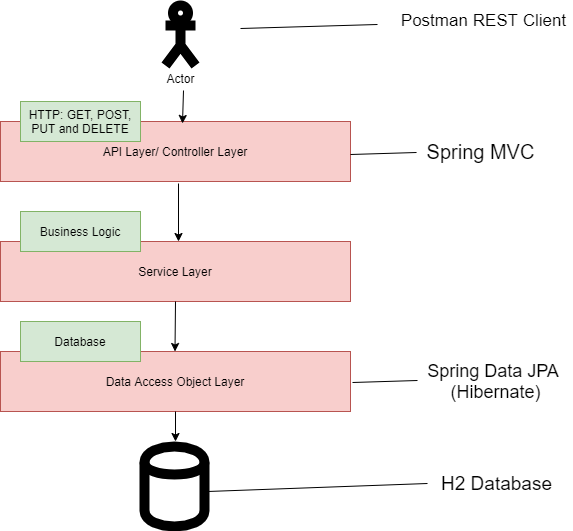 Postman REST Client
Actor
HTTP: GET, POST,
PUT and DELETE
API Layer/ Controller Layer
Spring MVC
Business Logic
Service Layer
Database
Data Access Object Layer
Spring Data JPA
(Hibernate)
H2 Database